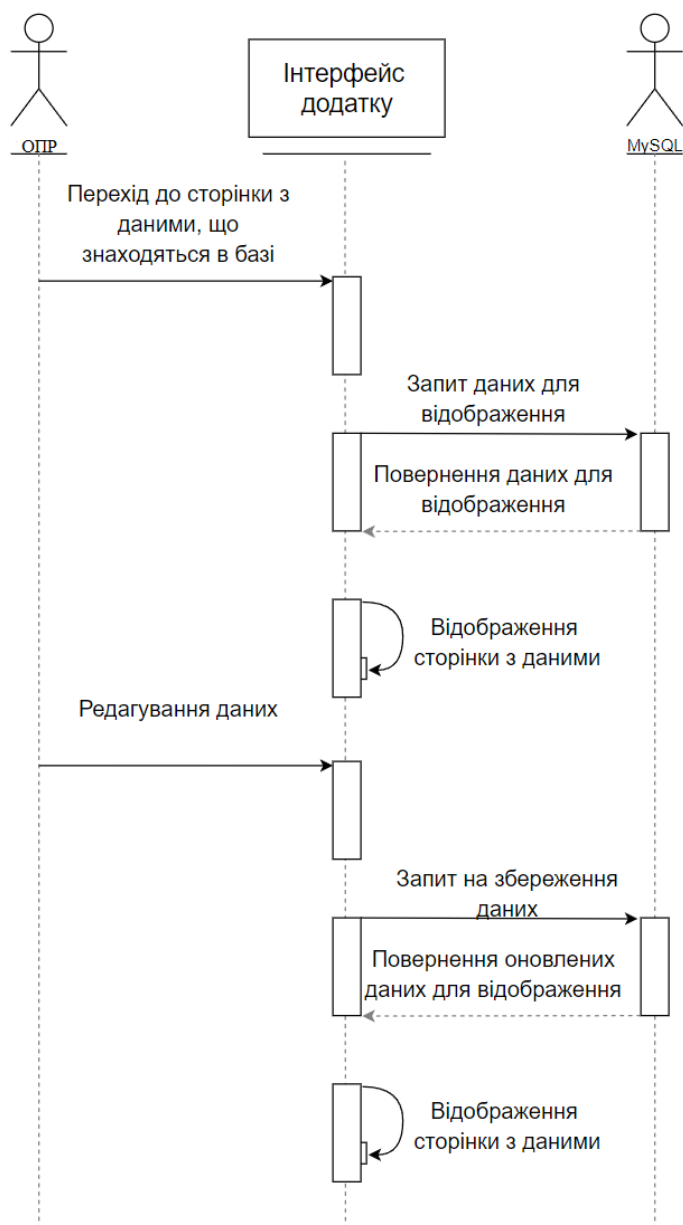 Інтерфейс
додатку
ОПР
MySQL
Перехід до сторінки з
даними, що
знаходяться в базі
Запит даних для
відображення
Повернення даних для
відображення
Відображення
сторінки з даними
Редагування даних
Запит на збереження
даних
Повернення оновлених
даних для відображення
Відображення
сторінки з даними